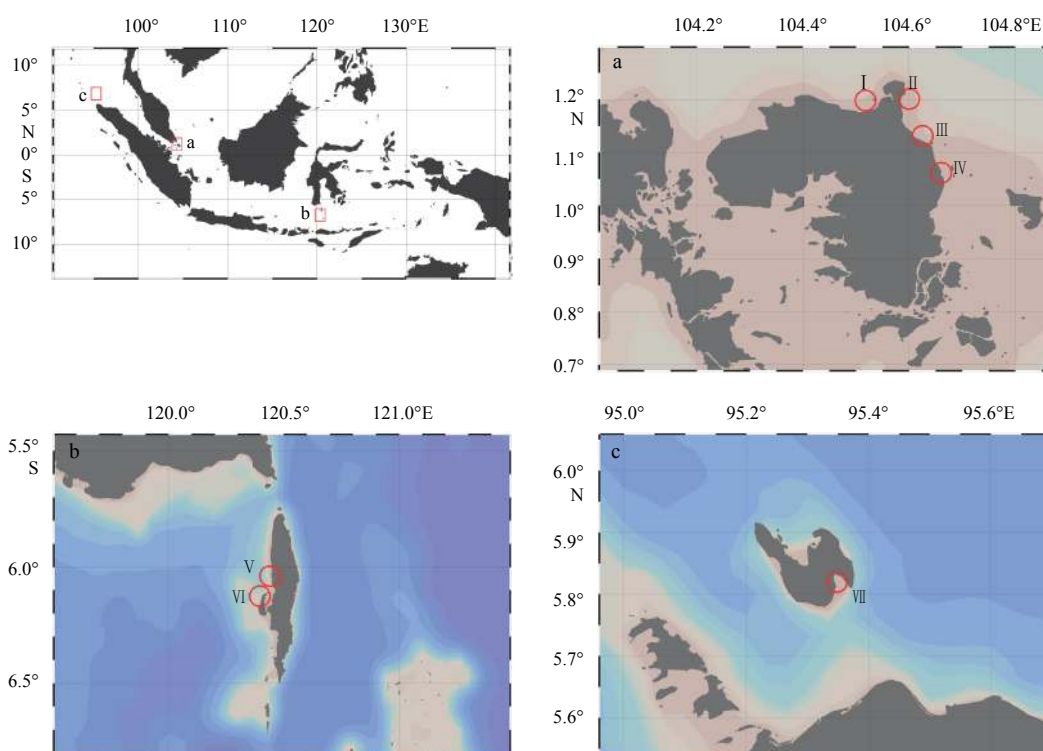 100° 110° 120° 130°E
10°
5°
N
0°
S
5°
10°
c
a
b
104.2° 104.4° 104.6° 104.8°E
a
1.2°
N
1.1°
1.0°
0.9°
0.8°
0.7°
Ⅰ
Ⅱ
Ⅲ
Ⅳ
120.0° 120.5° 121.0°E
5.5°
S
6.0°
6.5°
b
Ⅴ
Ⅵ
95.0° 95.2° 95.4° 95.6°E
c
6.0°
N
5.9°
5.8°
5.7°
5.6°
Ⅶ